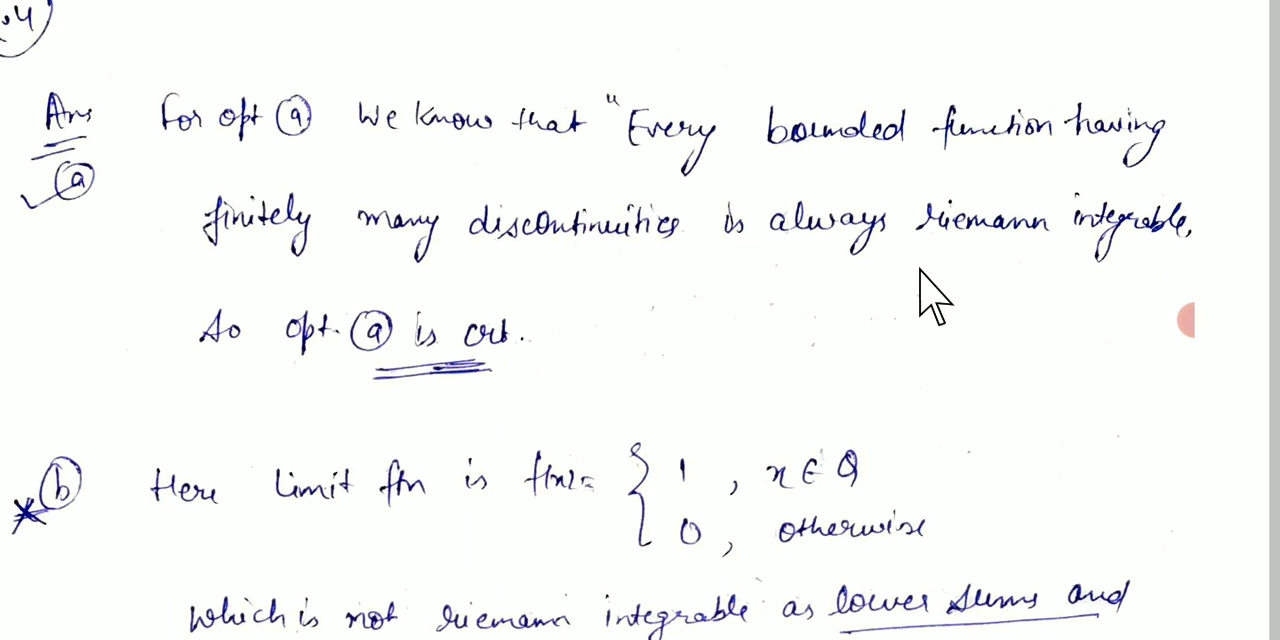 .4
Ans For opt (a) We know that "Every bounded function having
(a) finitely many discontinuities is always riemann integrable.
So opt. (a) is crt.
(b) Here Limit ftn is f(x)= { 1 , x ∈ Q
0 , otherwise
which is not riemann integrable as lower sums and